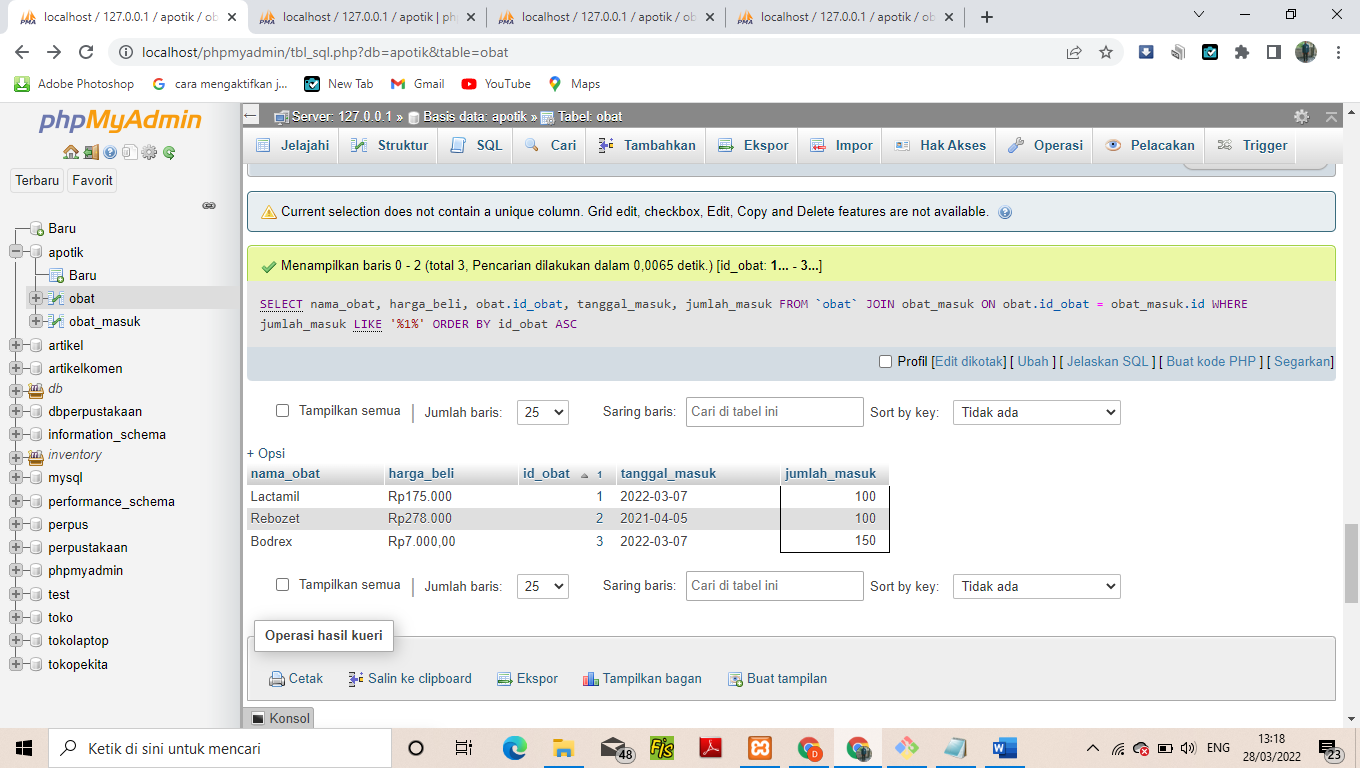 localhost / 127.0.0.1 / apotik / ob
localhost / 127.0.0.1 / apotik | ph
localhost / 127.0.0.1 / apotik / ob
localhost / 127.0.0.1 / apotik / ob
localhost/phpmyadmin/tbl_sql.php?db=apotik&table=obat
Adobe Photoshop
cara mengaktifkan j...
New Tab
Gmail
YouTube
Maps
phpMyAdmin
Terbaru
Favorit
Baru
apotik
Baru
obat
obat_masuk
artikel
artikelkomen
db
dbperpustakaan
information_schema
inventory
mysql
performance_schema
perpus
perpustakaan
phpmyadmin
test
toko
tokolaptop
tokopekita
Server: 127.0.0.1 » Basis data: apotik » Tabel: obat
Jelajahi Struktur SQL Cari Tambahkan Ekspor Impor Hak Akses Operasi Pelacakan Trigger
Current selection does not contain a unique column. Grid edit, checkbox, Edit, Copy and Delete features are not available.
Menampilkan baris 0 - 2 (total 3, Pencarian dilakukan dalam 0,0065 detik.) [id_obat: 1... - 3...]
SELECT nama_obat, harga_beli, obat.id_obat, tanggal_masuk, jumlah_masuk FROM `obat` JOIN obat_masuk ON obat.id_obat = obat_masuk.id WHERE
jumlah_masuk LIKE '%1%' ORDER BY id_obat ASC
Profil [Edit dikotak] [ Ubah ] [ Jelaskan SQL ] [ Buat kode PHP ] [ Segarkan]
Tampilkan semua | Jumlah baris: 25 Saring baris: Cari di tabel ini Sort by key: Tidak ada
+ Opsi
nama_obat harga_beli id_obat 1 tanggal_masuk jumlah_masuk
Lactamil Rp175.000 1 2022-03-07 100
Rebozet Rp278.000 2 2021-04-05 100
Bodrex Rp7.000,00 3 2022-03-07 150
Tampilkan semua | Jumlah baris: 25 Saring baris: Cari di tabel ini Sort by key: Tidak ada
Operasi hasil kueri
Cetak Salin ke clipboard Ekspor Tampilkan bagan Buat tampilan
Konsol
Ketik di sini untuk mencari
48
ENG
13:18
28/03/2022
23